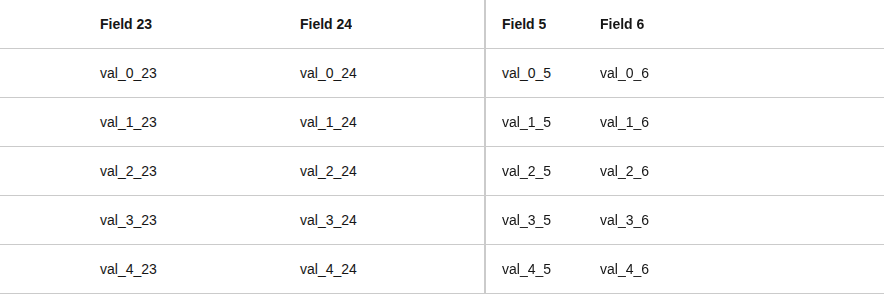 Field 23 Field 24 Field 5 Field 6
val_0_23 val_0_24 val_0_5 val_0_6
val_1_23 val_1_24 val_1_5 val_1_6
val_2_23 val_2_24 val_2_5 val_2_6
val_3_23 val_3_24 val_3_5 val_3_6
val_4_23 val_4_24 val_4_5 val_4_6